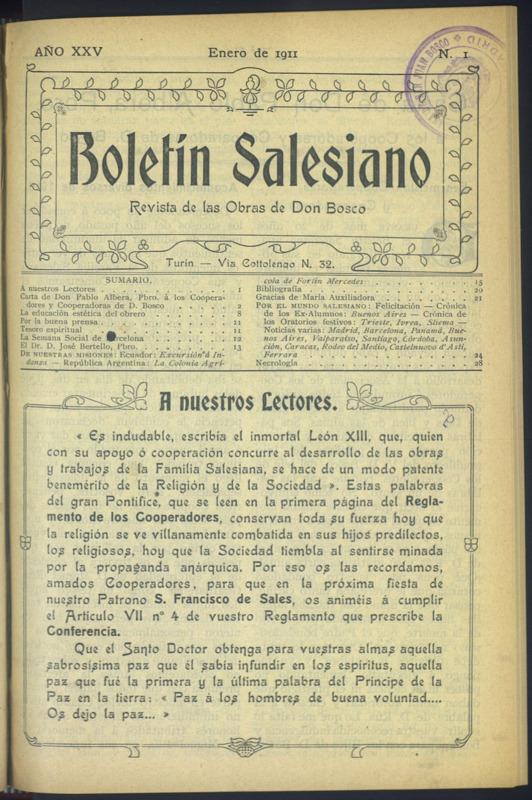 AÑO XXV Enero de 1911 N. 1
JUAN BOSCO
Boletín Salesiano
Revista de las Obras de Don Bosco
Turín — Via Cottolengo N. 32.
SUMARIO.
A nuestros Lectores . . . 1
Carta de Don Pablo Albera, Pbro. á los Coopera-
dores y Cooperadoras de D. Bosco . . . 2
La educación estética del obrero . . . 8
Por la buena prensa . . . 11
Tesoro espiritual . . . 11
La Semana Social de celona . . . 12
El Dr. D. José Bertello, Pbro. . . . 13
DE NUESTRAS MISIONES: Ecuador: Excursión á In-
danza — República Argentina: La Colonia Agrí-
cola de Fortín Mercedes . . . 15
Bibliografía . . . 20
Gracias de María Auxiliadora . . . 21
POR EL MUNDO SALESIANO: Felicitación — Crónica
de los Ex-Alumnos: Buenos Aires — Crónica de
los Oratorios festivos: Trieste, Jerea, Sliema —
Noticias varias: Madrid, Barcelona, Panamá, Bue-
nos Aires, Valparaiso, Santiago, Córdoba, Asun-
ción, Caracas, Rodeo del Medio, Castelnuovo d'Asti,
Ferrara . . . 24
Necrología . . . 28
A nuestros Lectores.
« Es indudable, escribía el inmortal León XIII, que, quien
con su apoyo ó cooperación concurre al desarrollo de las obras
y trabajos de la Familia Salesiana, se hace de un modo patente
benemérito de la Religión y de la Sociedad ». Estas palabras
del gran Pontífice, que se leen en la primera página del Regla-
mento de los Cooperadores, conservan toda su fuerza hoy que
la religión se ve villanamente combatida en sus hijos predilectos,
los religiosos, hoy que la Sociedad tiembla al sentirse minada
por la propaganda anárquica. Por eso os las recordamos,
amados Cooperadores, para que en la próxima fiesta de
nuestro Patrono S. Francisco de Sales, os animéis á cumplir
el Artículo VII nº 4 de vuestro Reglamento que prescribe la
Conferencia.
Que el Santo Doctor obtenga para vuestras almas aquella
sabrosísima paz que él sabía infundir en los espíritus, aquella
paz que fué la primera y la última palabra del Príncipe de la
Paz en la tierra: « Paz á los hombres de buena voluntad....
Os dejo la paz... »